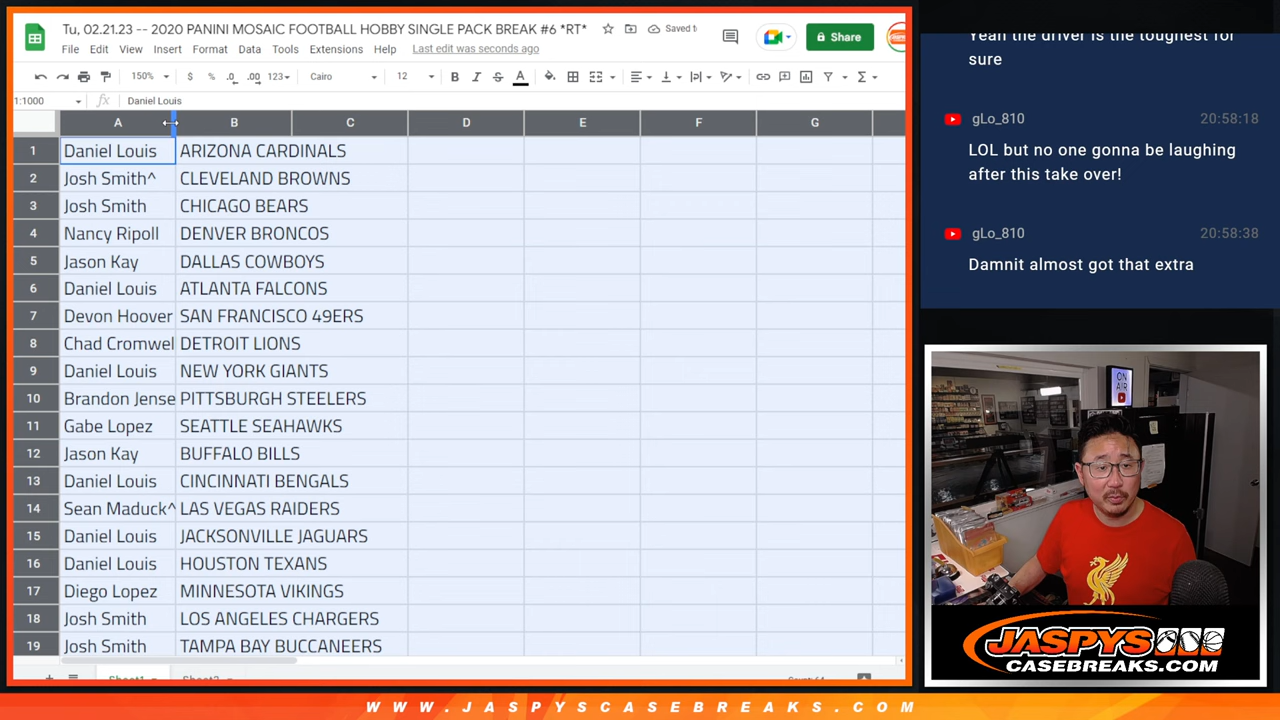 Tu, 02.21.23 -- 2020 PANINI MOSAIC FOOTBALL HOBBY SINGLE PACK BREAK #6 *RT*
Saved t
Share
File Edit View Insert Format Data Tools Extensions Help Last edit was seconds ago
150% $ % .0 .00 123 Cairo 12 B I S A
1:1000 fx Daniel Louis
A B C D E F G
1 Daniel Louis ARIZONA CARDINALS
2 Josh Smith^ CLEVELAND BROWNS
3 Josh Smith CHICAGO BEARS
4 Nancy Ripoll DENVER BRONCOS
5 Jason Kay DALLAS COWBOYS
6 Daniel Louis ATLANTA FALCONS
7 Devon Hoover SAN FRANCISCO 49ERS
8 Chad Cromwel DETROIT LIONS
9 Daniel Louis NEW YORK GIANTS
10 Brandon Jense PITTSBURGH STEELERS
11 Gabe Lopez SEATTLE SEAHAWKS
12 Jason Kay BUFFALO BILLS
13 Daniel Louis CINCINNATI BENGALS
14 Sean Maduck^ LAS VEGAS RAIDERS
15 Daniel Louis JACKSONVILLE JAGUARS
16 Daniel Louis HOUSTON TEXANS
17 Diego Lopez MINNESOTA VIKINGS
18 Josh Smith LOS ANGELES CHARGERS
19 Josh Smith TAMPA BAY BUCCANEERS
Yeah the driver is the toughest for
sure
gLo_810 20:58:18
LOL but no one gonna be laughing
after this take over!
gLo_810 20:58:38
Damnit almost got that extra
ON
AIR
JASPYS
CASEBREAKS.COM
WWW.JASPYSCASEBREAKS.COM